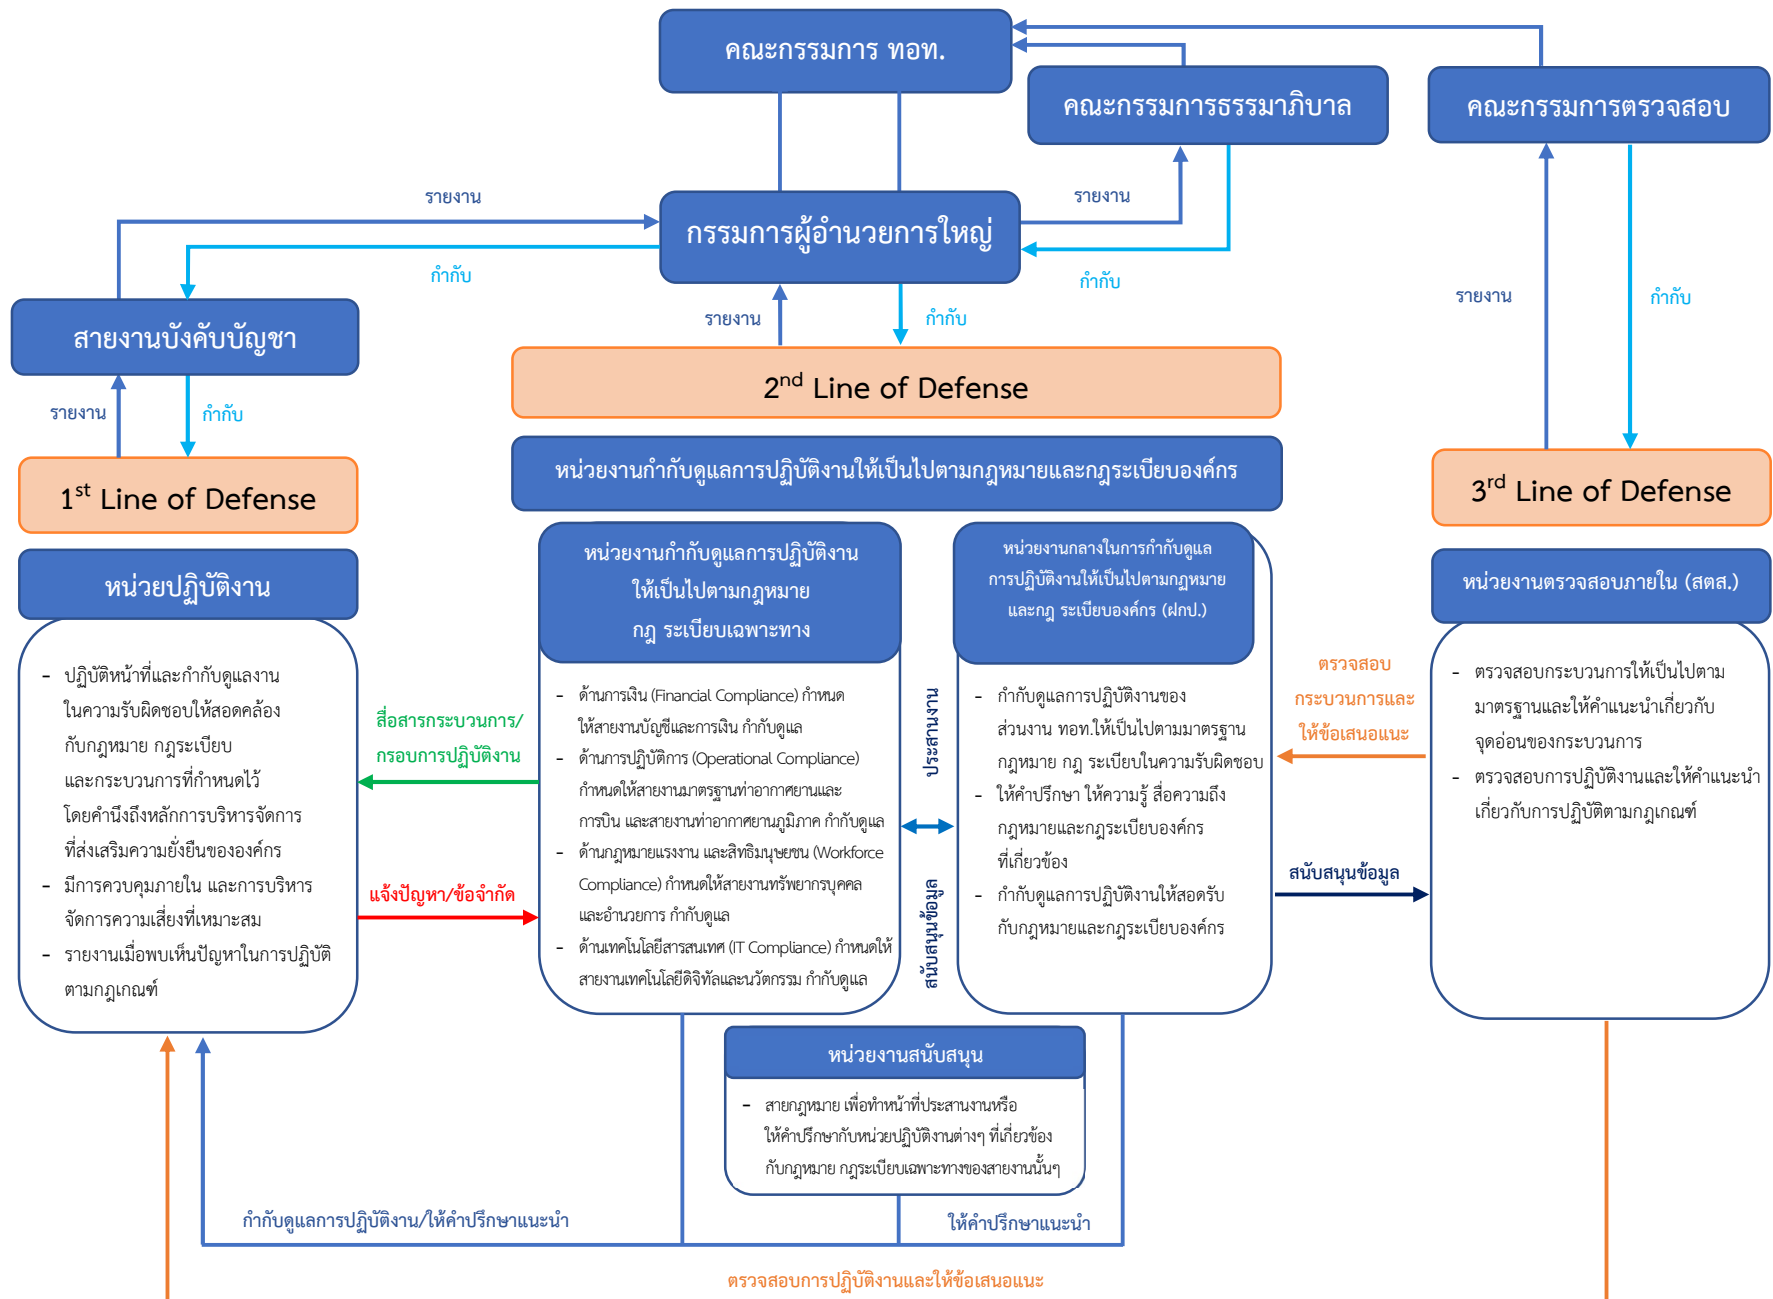 คณะกรรมการ ทอท.
คณะกรรมการธรรมาภิบาล
คณะกรรมการตรวจสอบ
รายงาน
กรรมการผู้อำนวยการใหญ่
รายงาน
กำกับ
กำกับ
รายงาน
กำกับ
รายงาน
กำกับ
สายงานบังคับบัญชา
รายงาน
กำกับ
2nd Line of Defense
หน่วยงานกำกับดูแลการปฏิบัติงานให้เป็นไปตามกฎหมายและกฎระเบียบองค์กร
1st Line of Defense
3rd Line of Defense
หน่วยปฏิบัติงาน
- ปฏิบัติหน้าที่และกำกับดูแลงาน
ในความรับผิดชอบให้สอดคล้อง
กับกฎหมาย กฎระเบียบ
และกระบวนการที่กำหนดไว้
โดยคำนึงถึงหลักการบริหารจัดการ
ที่ส่งเสริมความยั่งยืนขององค์กร
- มีการควบคุมภายใน และการบริหาร
จัดการความเสี่ยงที่เหมาะสม
- รายงานเมื่อพบเห็นปัญหาในการปฏิบัติ
ตามกฎเกณฑ์
สื่อสารกระบวนการ/
กรอบการปฏิบัติงาน
แจ้งปัญหา/ข้อจำกัด
หน่วยงานกำกับดูแลการปฏิบัติงาน
ให้เป็นไปตามกฎหมาย
กฎ ระเบียบเฉพาะทาง
- ด้านการเงิน (Financial Compliance) กำหนด
ให้สายงานบัญชีและการเงิน กำกับดูแล
- ด้านการปฏิบัติการ (Operational Compliance)
กำหนดให้สายงานมาตรฐานท่าอากาศยานและ
การบิน และสายงานท่าอากาศยานภูมิภาค กำกับดูแล
- ด้านกฎหมายแรงงาน และสิทธิมนุษยชน (Workforce
Compliance) กำหนดให้สายงานทรัพยากรบุคคล
และอำนวยการ กำกับดูแล
- ด้านเทคโนโลยีสารสนเทศ (IT Compliance) กำหนดให้
สายงานเทคโนโลยีดิจิทัลและนวัตกรรม กำกับดูแล
ประสานงาน
สนับสนุนข้อมูล
หน่วยงานกลางในการกำกับดูแล
การปฏิบัติงานให้เป็นไปตามกฎหมาย
และกฎ ระเบียบองค์กร (ฝกป.)
- กำกับดูแลการปฏิบัติงานของ
ส่วนงาน ทอท.ให้เป็นไปตามมาตรฐาน
กฎหมาย กฎ ระเบียบในความรับผิดชอบ
- ให้คำปรึกษา ให้ความรู้ สื่อความถึง
กฎหมายและกฎระเบียบองค์กร
ที่เกี่ยวข้อง
- กำกับดูแลการปฏิบัติงานให้สอดรับ
กับกฎหมายและกฎระเบียบองค์กร
ตรวจสอบ
กระบวนการและ
ให้ข้อเสนอแนะ
สนับสนุนข้อมูล
หน่วยงานตรวจสอบภายใน (สตส.)
- ตรวจสอบกระบวนการให้เป็นไปตาม
มาตรฐานและให้คำแนะนำเกี่ยวกับ
จุดอ่อนของกระบวนการ
- ตรวจสอบการปฏิบัติงานและให้คำแนะนำ
เกี่ยวกับการปฏิบัติตามกฎเกณฑ์
หน่วยงานสนับสนุน
- สายกฎหมาย เพื่อทำหน้าที่ประสานงานหรือ
ให้คำปรึกษากับหน่วยปฏิบัติงานต่างๆ ที่เกี่ยวข้อง
กับกฎหมาย กฎระเบียบเฉพาะทางของสายงานนั้นๆ
กำกับดูแลการปฏิบัติงาน/ให้คำปรึกษาแนะนำ
ให้คำปรึกษาแนะนำ
ตรวจสอบการปฏิบัติงานและให้ข้อเสนอแนะ